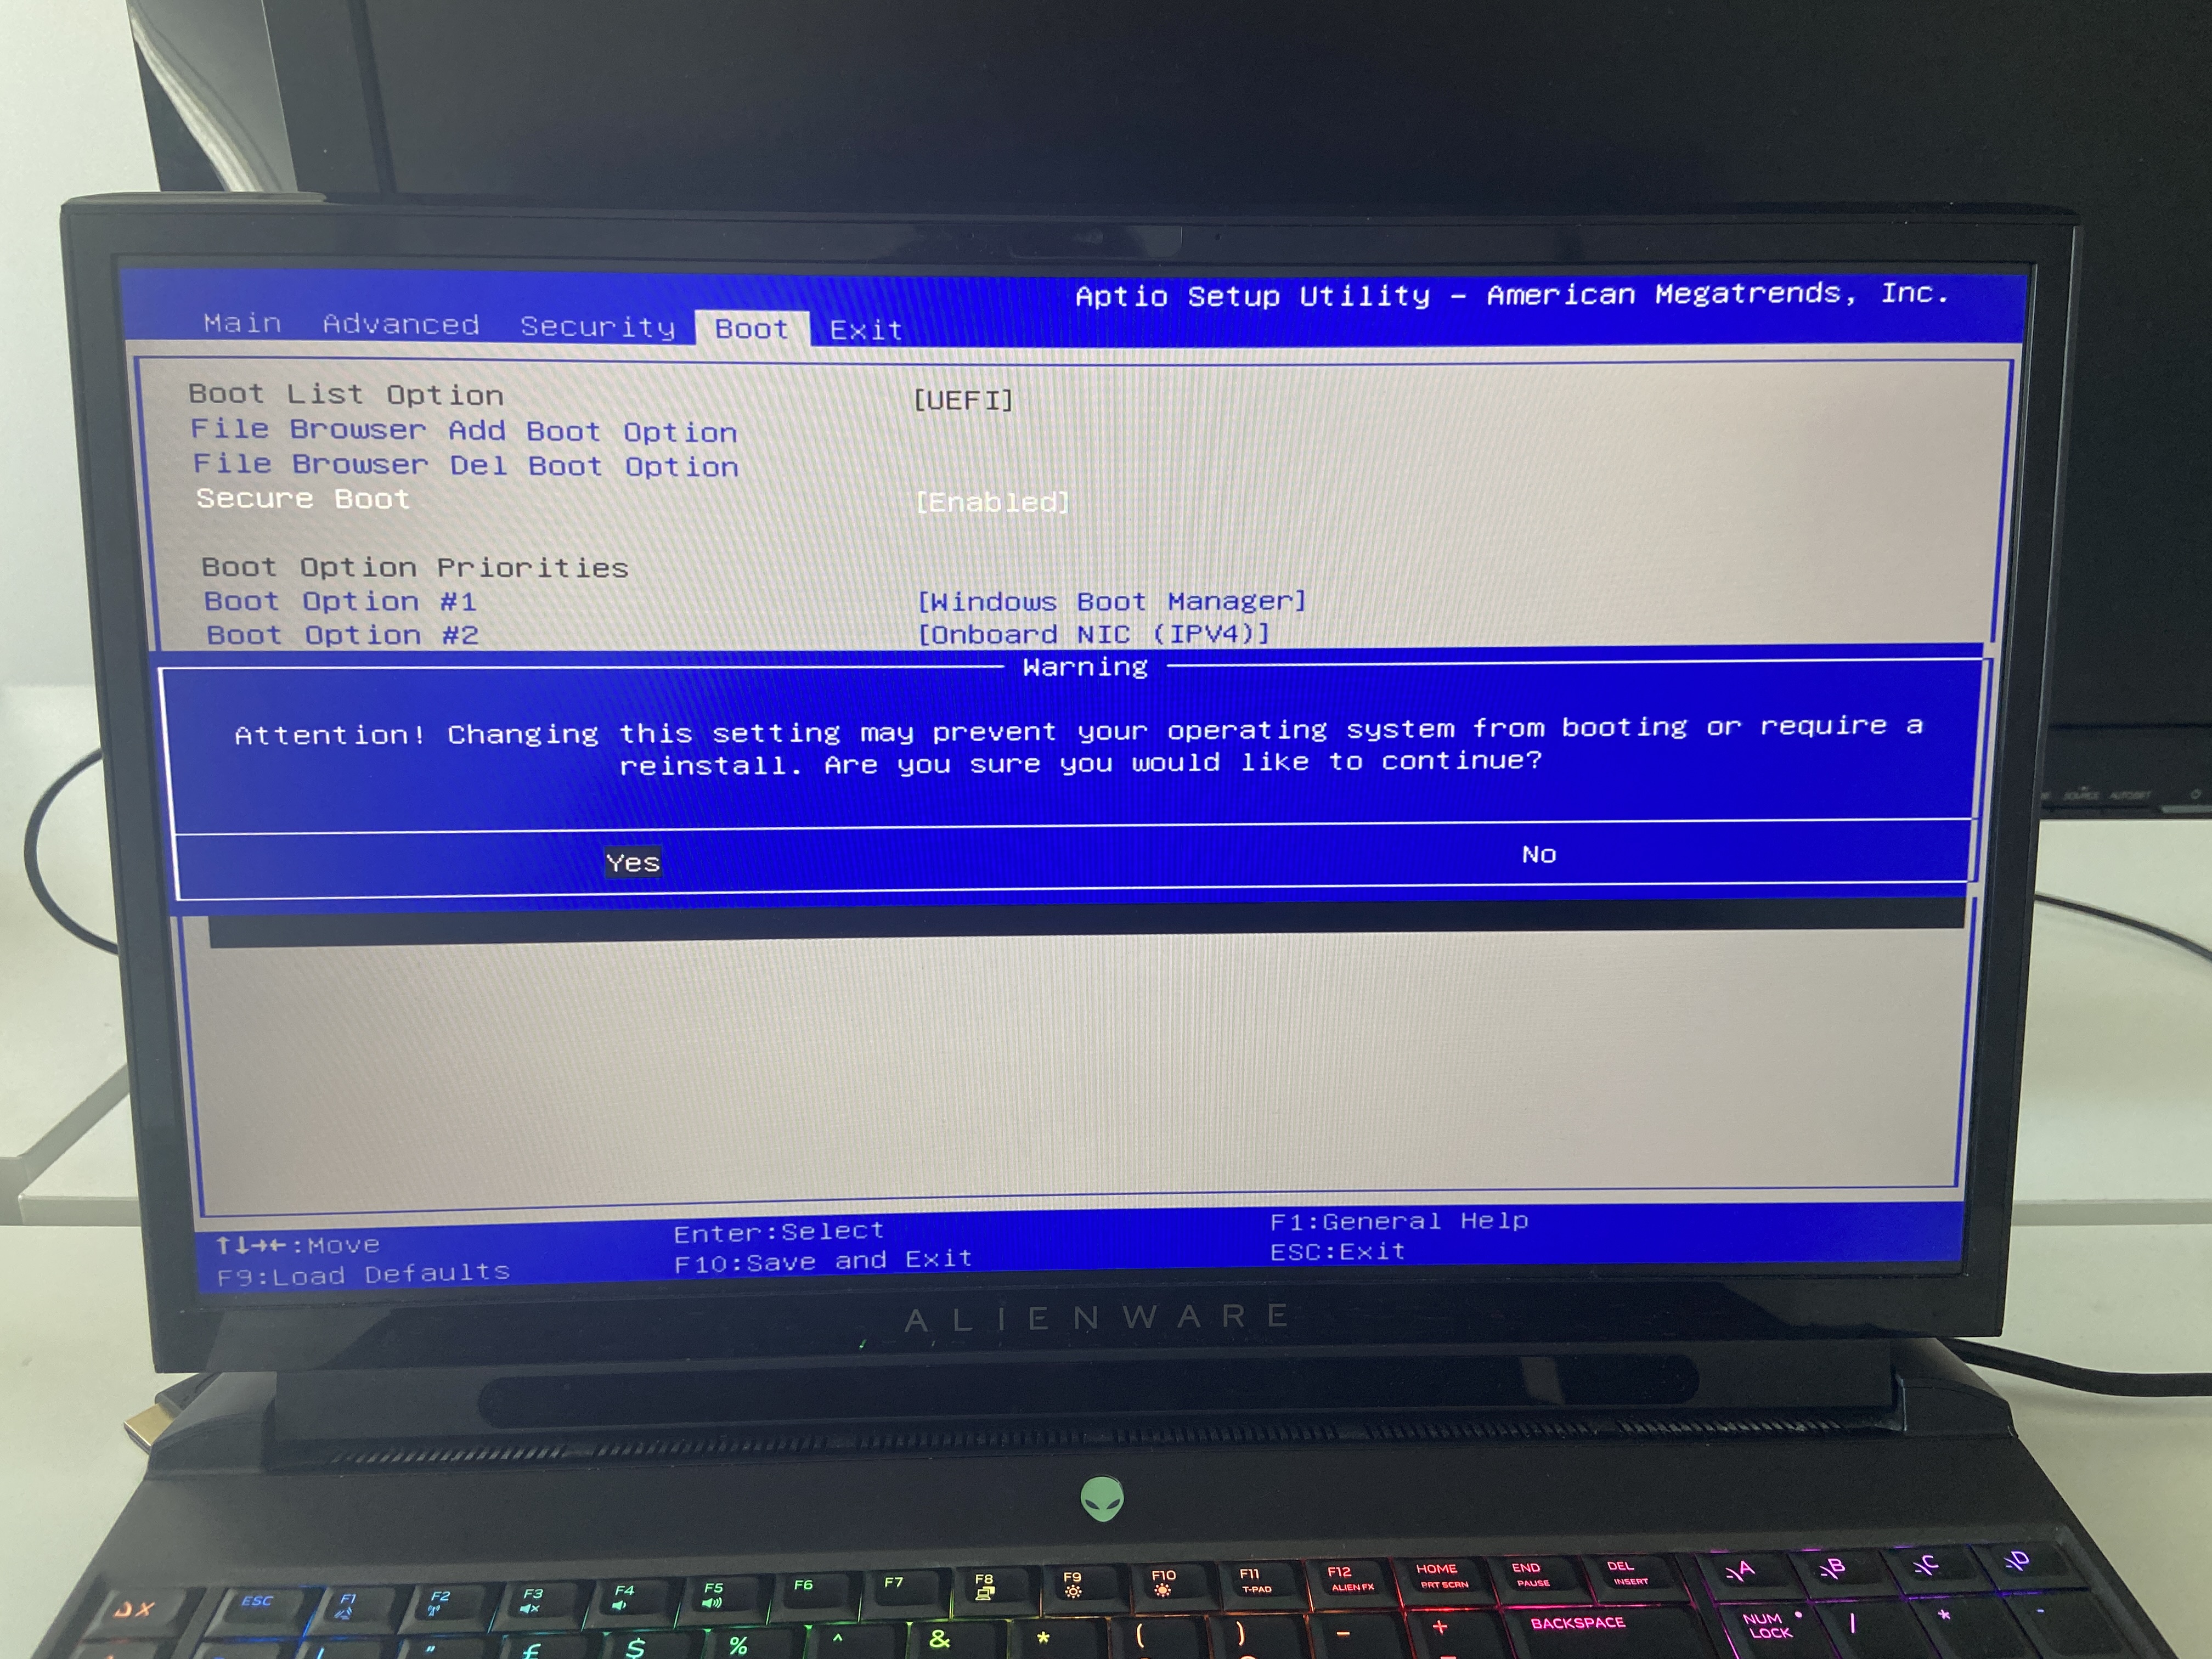 Aptio Setup Utility – American Megatrends, Inc.
Main Advanced Security Boot Exit
Boot List Option [UEFI]
File Browser Add Boot Option
File Browser Del Boot Option
Secure Boot [Enabled]
Boot Option Priorities
Boot Option #1 [Windows Boot Manager]
Boot Option #2 [Onboard NIC (IPV4)]
Warning
Attention! Changing this setting may prevent your operating system from booting or require a
reinstall. Are you sure you would like to continue?
Yes No
↑↓→←:Move Enter:Select F1:General Help
F9:Load Defaults F10:Save and Exit ESC:Exit
ALIENWARE
ESC F1 F2 F3 F4 F5 F6 F7 F8 F9 F10 F11 F12 HOME END DEL A B C D
T-PAD ALIEN FX PRT SCRN PAUSE INSERT
! " £ $ % ^ & * ( ) - + BACKSPACE NUM LOCK / * -